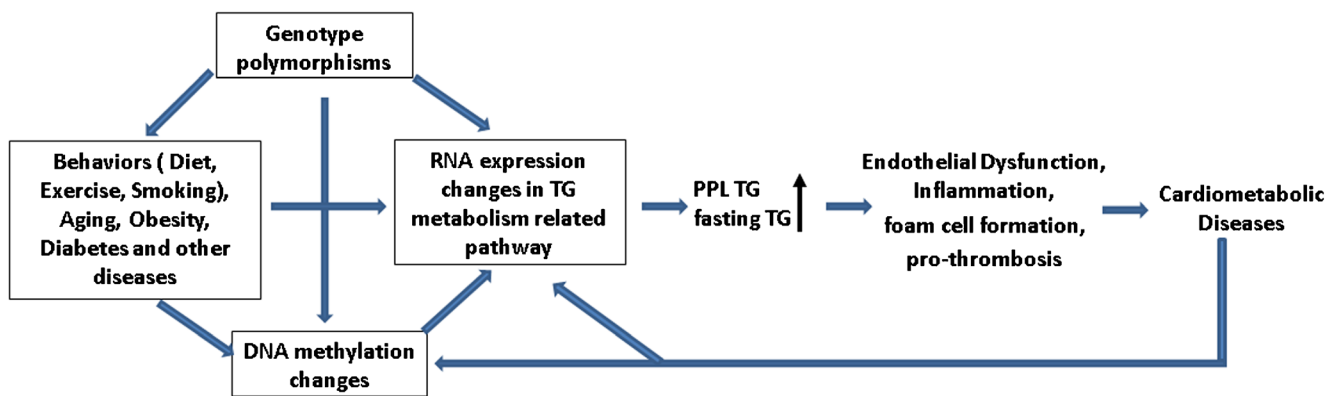 Genotype
polymorphisms
Behaviors ( Diet,
Exercise, Smoking),
Aging, Obesity,
Diabetes and other
diseases
RNA expression
changes in TG
metabolism related
pathway
PPL TG
fasting TG
Endothelial Dysfunction,
Inflammation,
foam cell formation,
pro-thrombosis
Cardiometabolic
Diseases
DNA methylation
changes